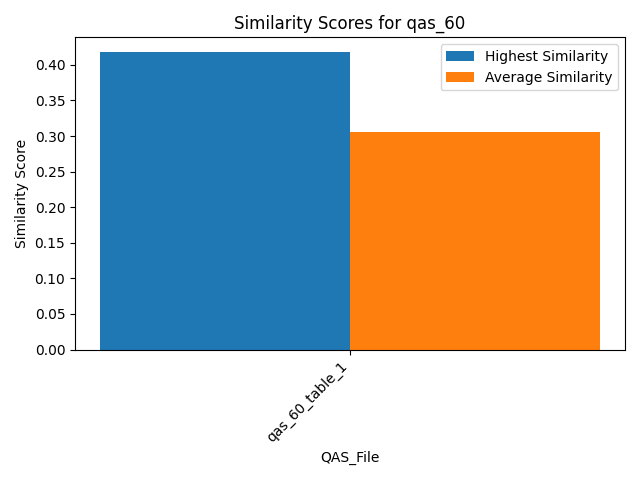 Similarity Scores for qas_60
Highest Similarity
Average Similarity
Similarity Score
0.40
0.35
0.30
0.25
0.20
0.15
0.10
0.05
0.00
qas_60_table_1
QAS_File